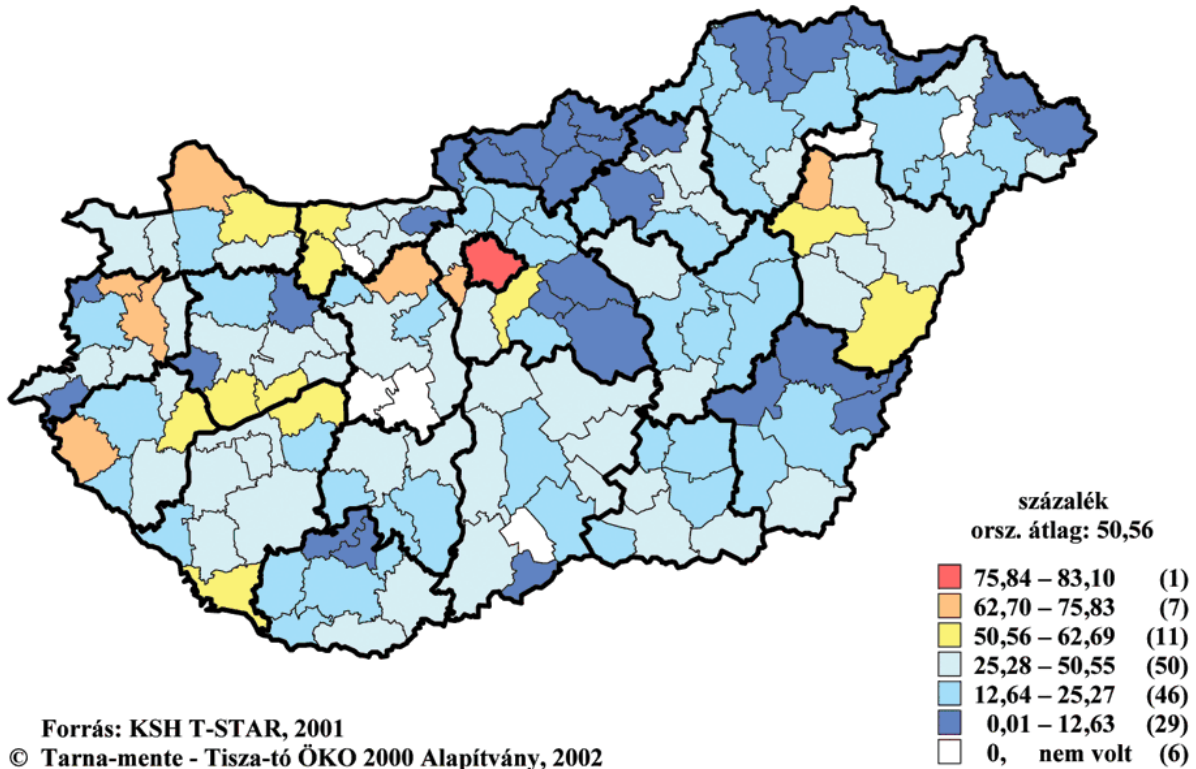 százalék
orsz. átlag: 50,56
75,84 – 83,10 (1)
62,70 – 75,83 (7)
50,56 – 62,69 (11)
25,28 – 50,55 (50)
12,64 – 25,27 (46)
0,01 – 12,63 (29)
0, nem volt (6)
Forrás: KSH T-STAR, 2001
© Tarna-mente - Tisza-tó ÖKO 2000 Alapítvány, 2002